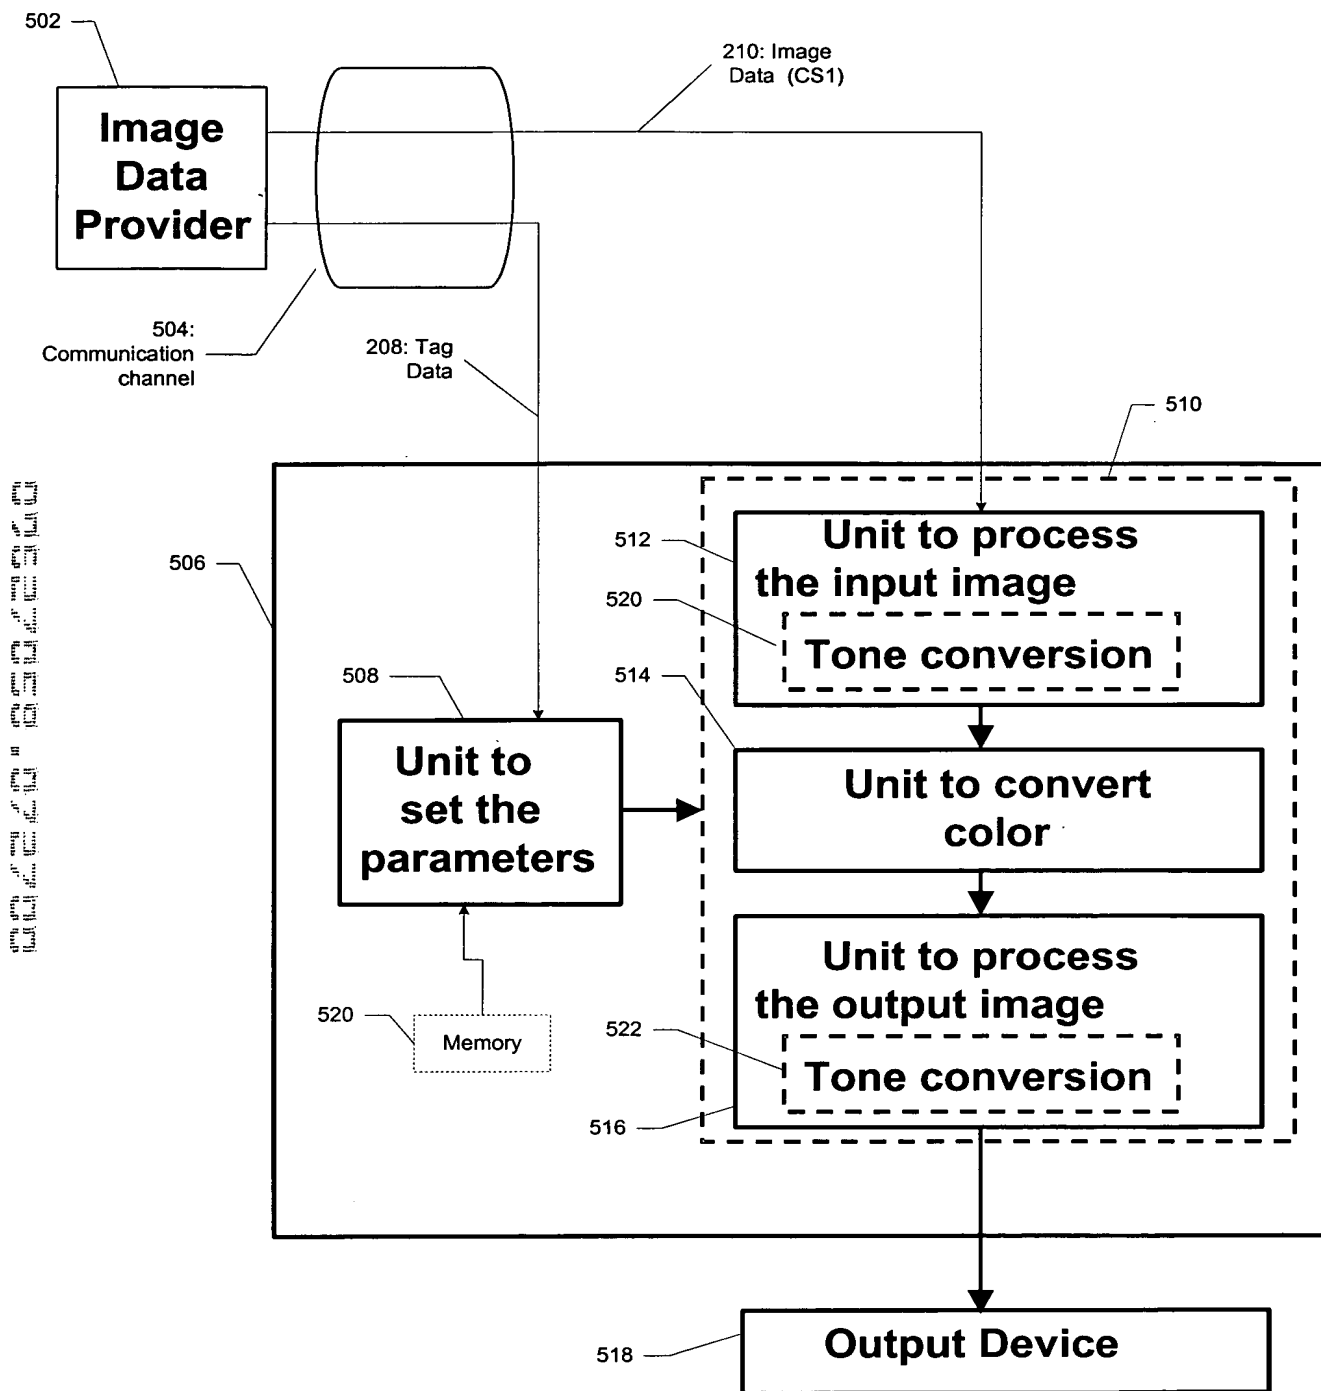 502
210: Image
Data (CS1)
Image
Data
Provider
504:
Communication
channel
208: Tag
Data
510
506
512
Unit to process
the input image
520
Tone conversion
508
514
Unit to
set the
parameters
Unit to convert
color
Unit to process
the output image
520
Memory
522
Tone conversion
516
518
Output Device